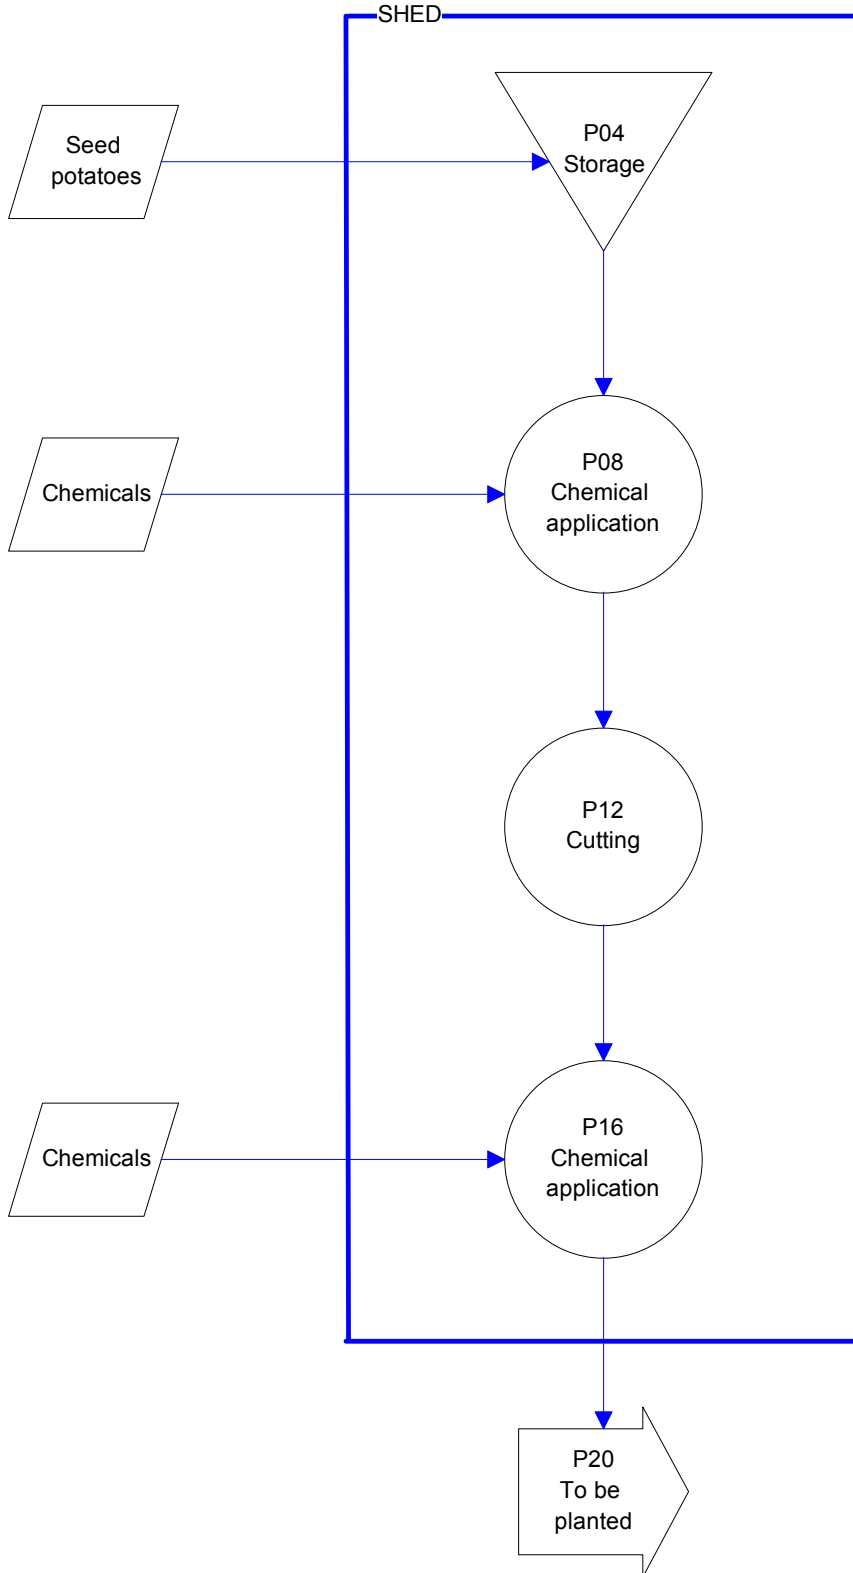 SHED
P04
Storage
Seed
potatoes
P08
Chemical
application
Chemicals
P12
Cutting
P16
Chemical
application
Chemicals
P20
To be
planted